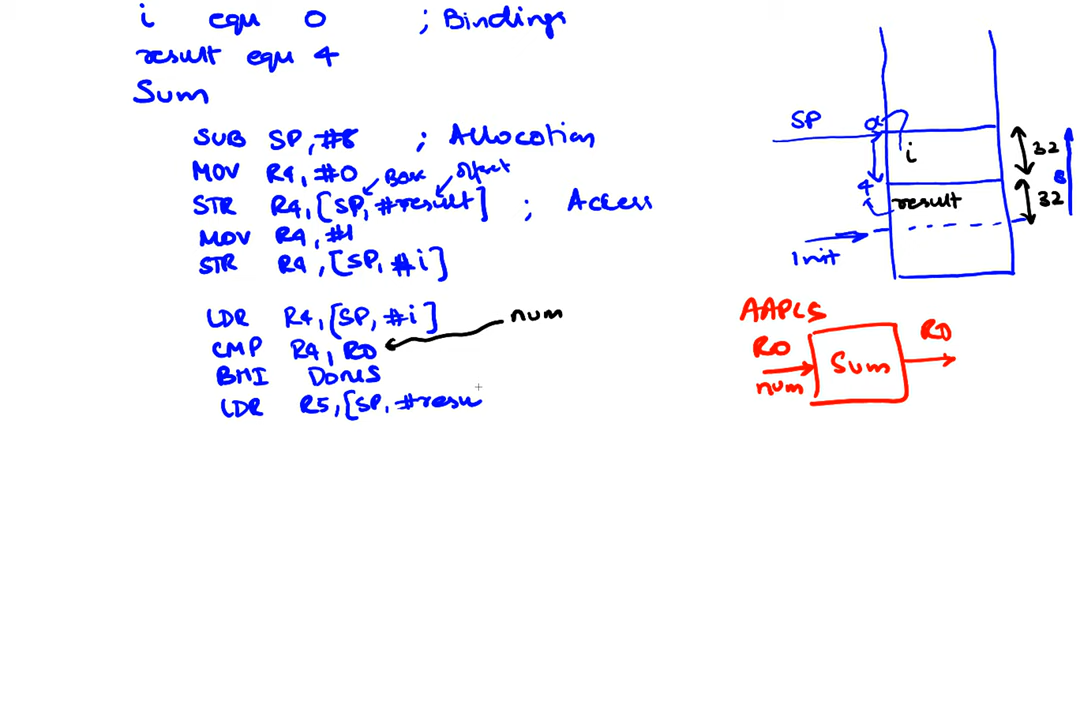 i equ 0 ; Bindings
result equ 4
Sum
SUB SP, #8 ; Allocation
MOV R4, #0 Base offset
STR R4, [SP, #result] ; Access
MOV R4, #1
STR R4, [SP, #i]
LDR R4, [SP, #i] num
CMP R4, R0
BMI DONES
LDR R5, [SP, #resu
SP 0
i 32
4 8
result 32
Init
AAPCS
R0 Sum R0
num